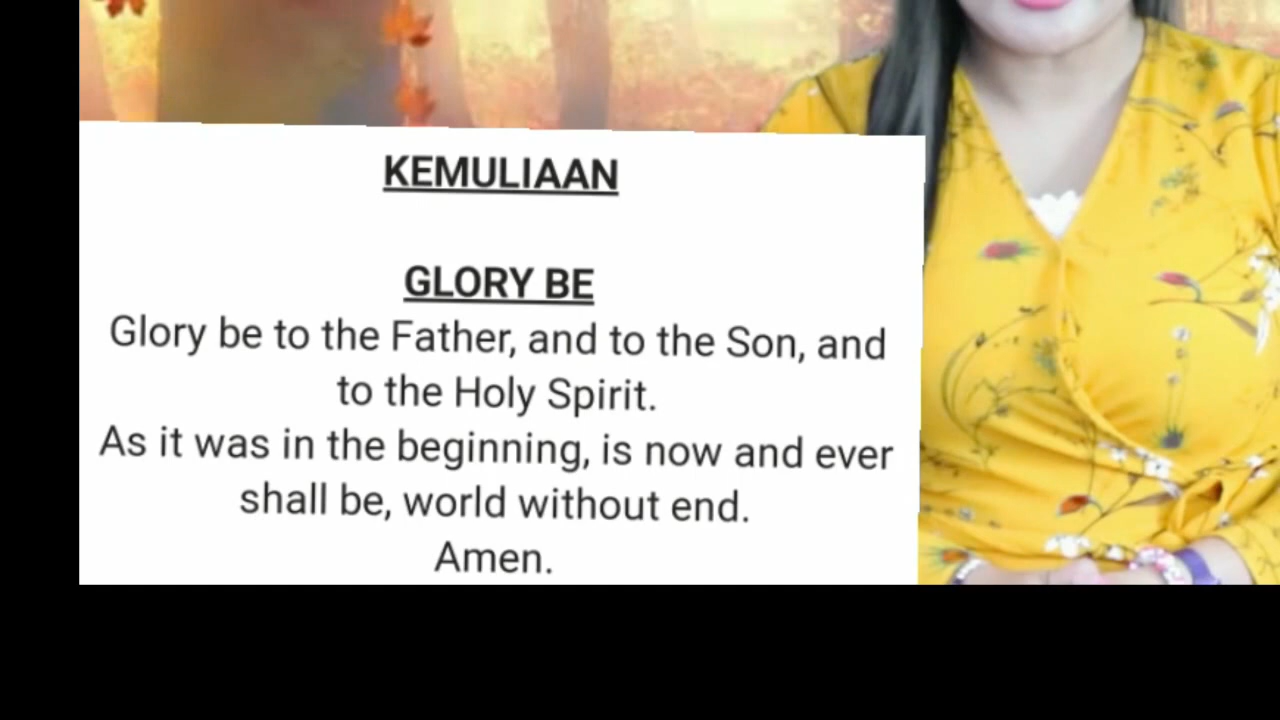 KEMULIAAN
GLORY BE
Glory be to the Father, and to the Son, and
to the Holy Spirit.
As it was in the beginning, is now and ever
shall be, world without end.
Amen.